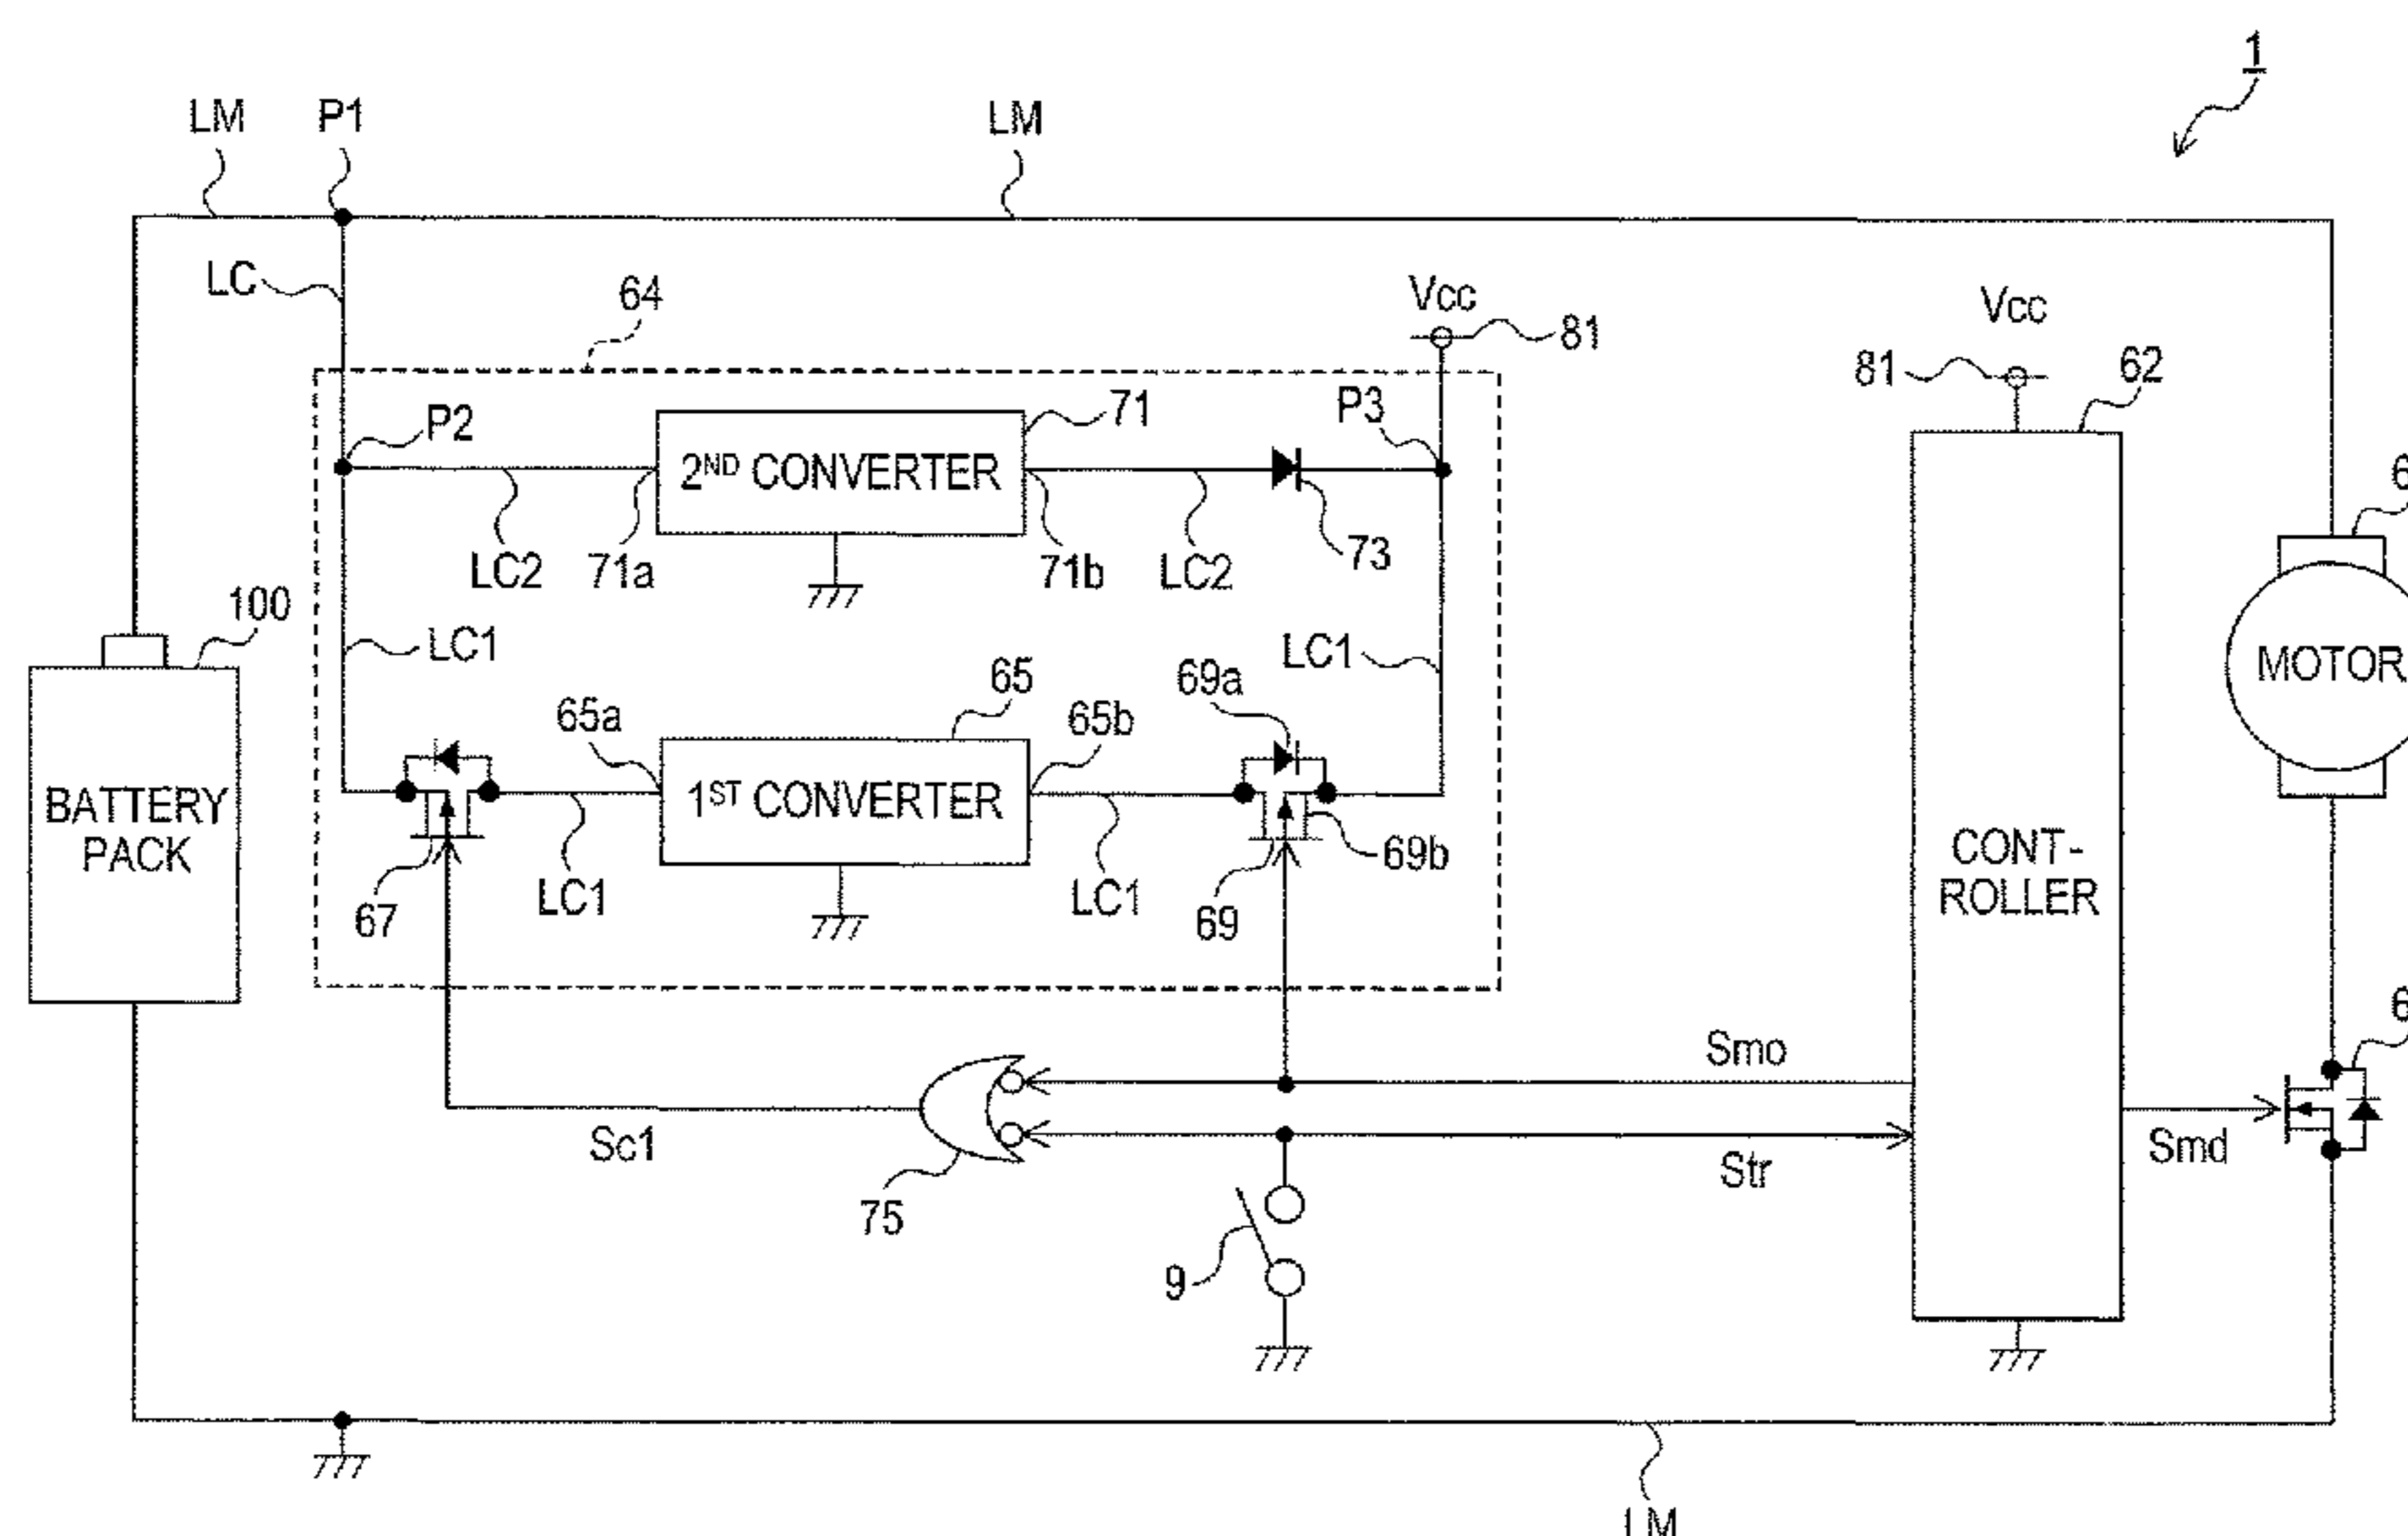 1
LM
P1
LM
LC
64
Vcc
81
Vcc
81
62
P2
71
P3
2ND CONVERTER
LC2
71a
71b
LC2
73
100
LC1
LC1
65
69a
65a
65b
MOTOR
BATTERY
PACK
1ST CONVERTER
CONT-
ROLLER
69b
67
LC1
LC1
69
Smo
Sc1
Str
Smd
75
9
LM